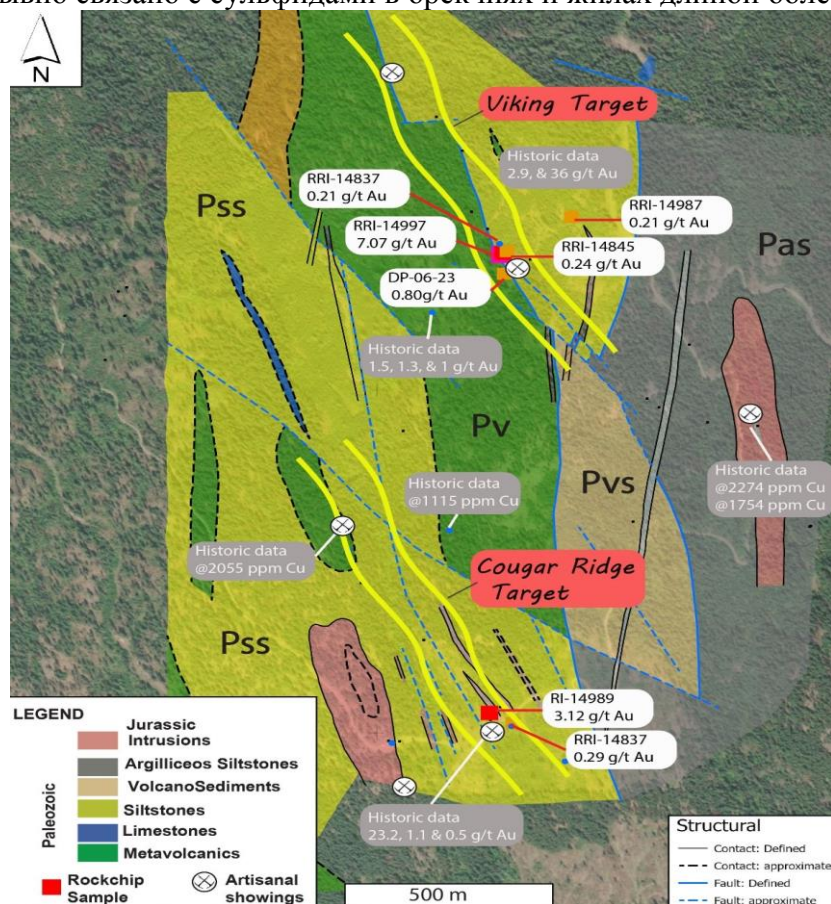 N
Viking Target
Historic data
2.9, & 36 g/t Au
RRI-14837
0.21 g/t Au
RRI-14987
0.21 g/t Au
Pss
RRI-14997
7.07 g/t Au
RRI-14845
0.24 g/t Au
Pas
DP-06-23
0.80g/t Au
Historic data
1.5, 1.3, & 1 g/t Au
Pv
Historic data
@2274 ppm Cu
@1754 ppm Cu
Historic data
@1115 ppm Cu
Pvs
Historic data
@2055 ppm Cu
Cougar Ridge
Target
Pss
RI-14989
3.12 g/t Au
RRI-14837
0.29 g/t Au
Historic data
23.2, 1.1 & 0.5 g/t Au
LEGEND
Jurassic
Intrusions
Argilliceos Siltstones
VolcanoSediments
Siltstones
Limestones
Metavolcanics
Paleozoic
Rockchip
Sample
Artisanal
showings
500 m
Structural
Contact: Defined
Contact: approximate
Fault: Defined
Fault: approximate